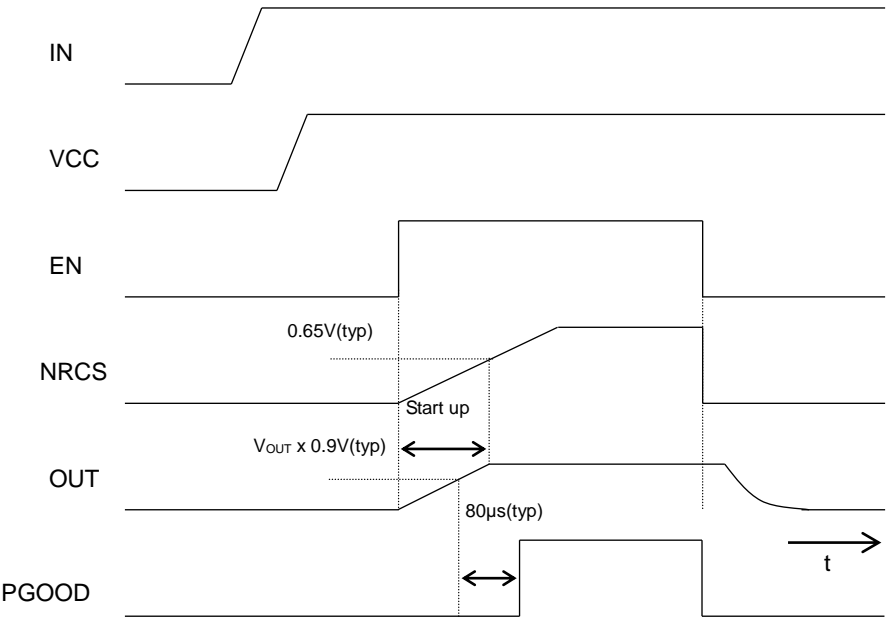 IN
VCC
EN
0.65V(typ)
NRCS
Start up
VOUT x 0.9V(typ)
OUT
80µs(typ)
t
PGOOD